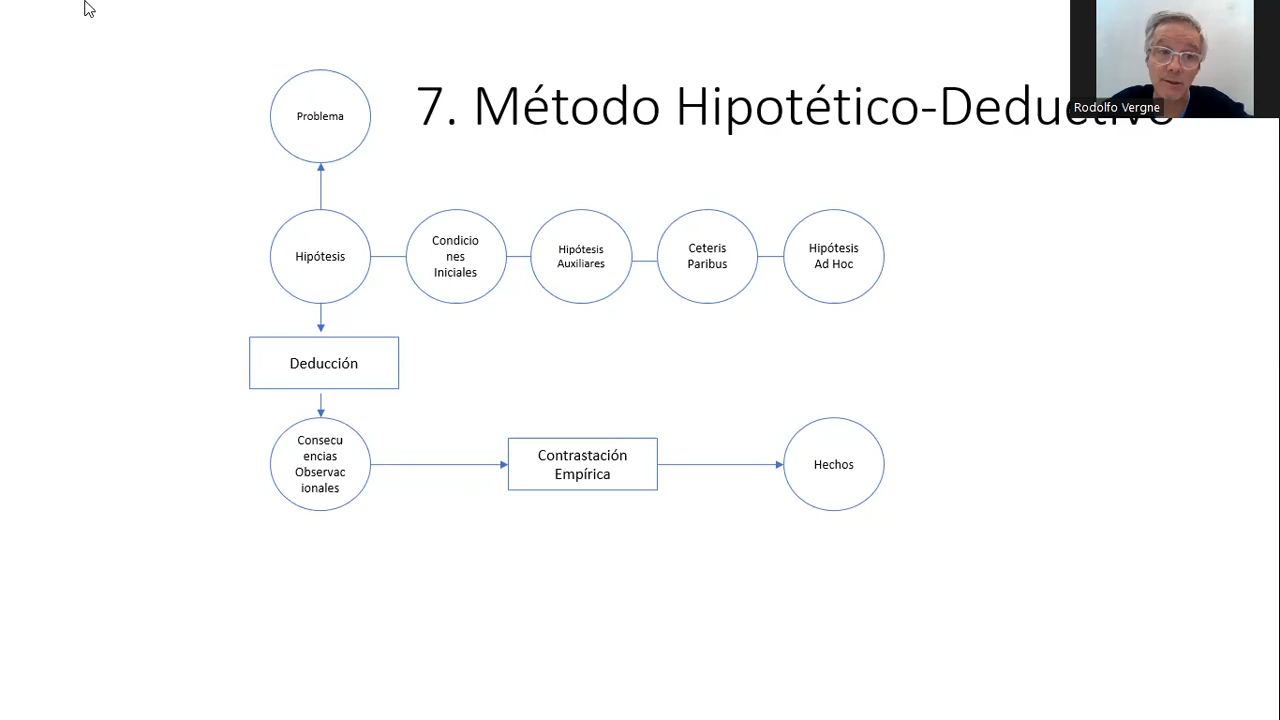 7. Método Hipotético-Deductivo
Rodolfo Vergne
Problema
Hipótesis
Condicio
nes
Iniciales
Hipótesis
Auxiliares
Ceteris
Paribus
Hipótesis
Ad Hoc
Deducción
Consecu
encias
Observac
ionales
Contrastación
Empírica
Hechos